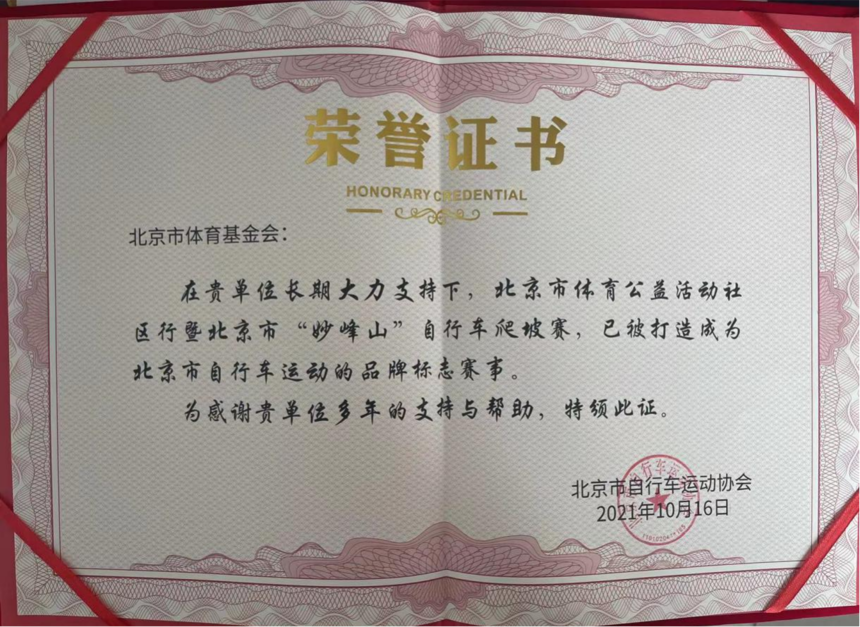 荣誉证书
HONORARY CREDENTIAL
北京市体育基金会：
在贵单位长期大力支持下，北京市体育公益活动社
区行暨北京市“妙峰山”自行车爬坡赛，已被打造成为
北京市自行车运动的品牌标志赛事。
为感谢贵单位多年的支持与帮助，特颁此证。
北京市自行车运动协会
2021年10月16日